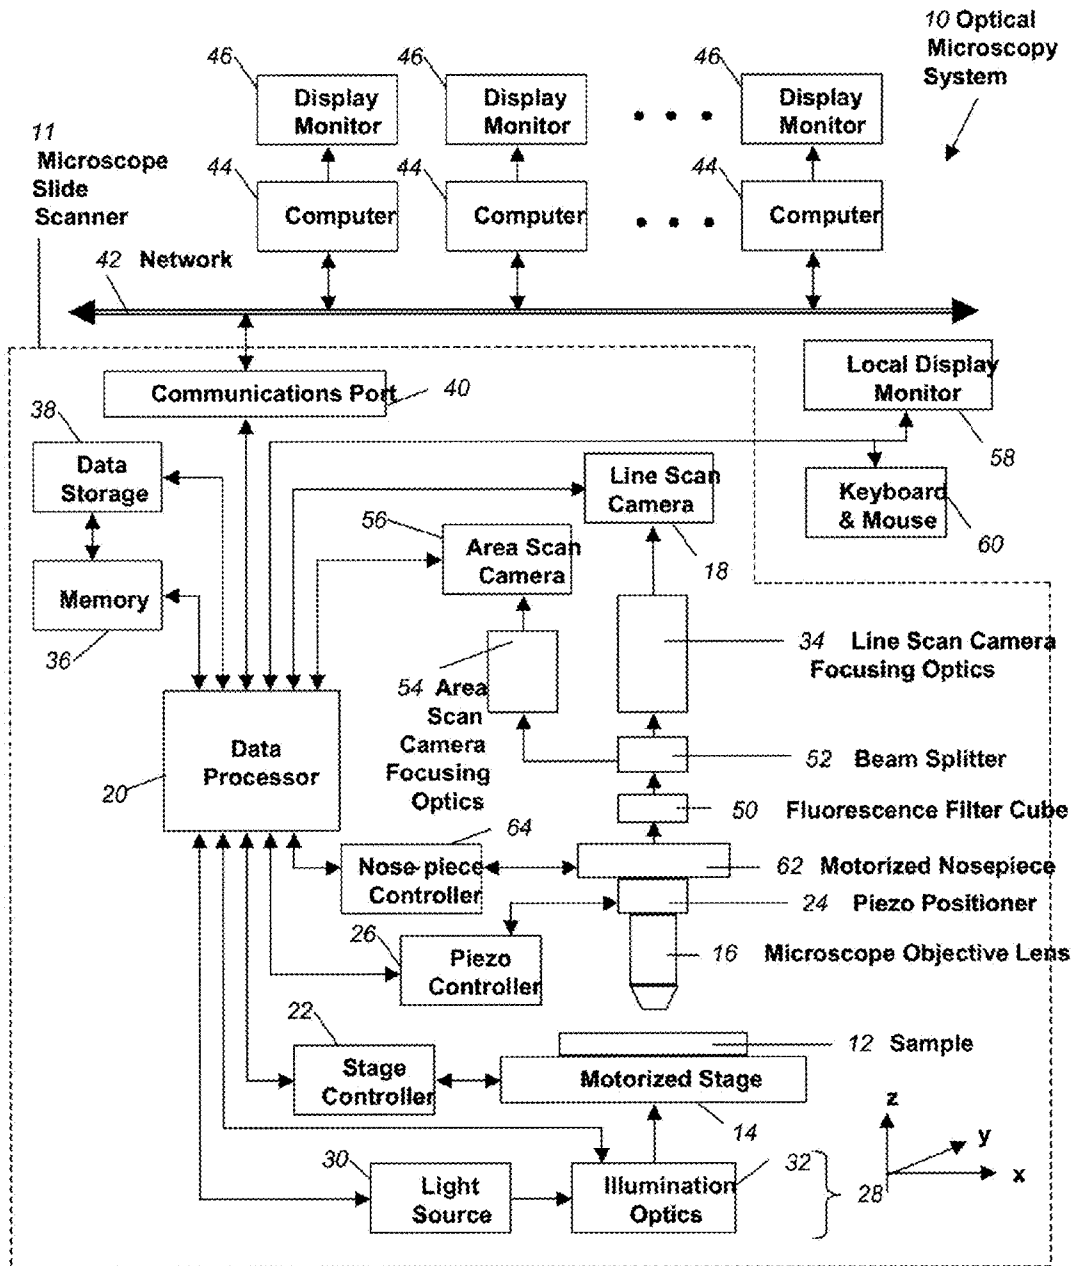 10 Optical
Microscopy
System
46
46
46
Display
Monitor
Display
Monitor
Display
Monitor
11
Microscope
Slide
Scanner
44
44
44
Computer
Computer
Computer
42 Network
Communications Port
40
Local Display
Monitor
58
38
Data
Storage
Line Scan
Camera
18
Keyboard
& Mouse
60
56
Area Scan
Camera
Memory
36
34 Line Scan Camera
Focusing Optics
54 Area
Scan
Camera
Focusing
Optics
Data
Processor
20
52 Beam Splitter
50 Fluorescence Filter Cube
64
Nose-piece
Controller
62 Motorized Nosepiece
24 Piezo Positioner
26
Piezo
Controller
16 Microscope Objective Lens
22
Stage
Controller
12 Sample
Motorized Stage
14
z
y
x
30
Light
Source
Illumination
Optics
32
28